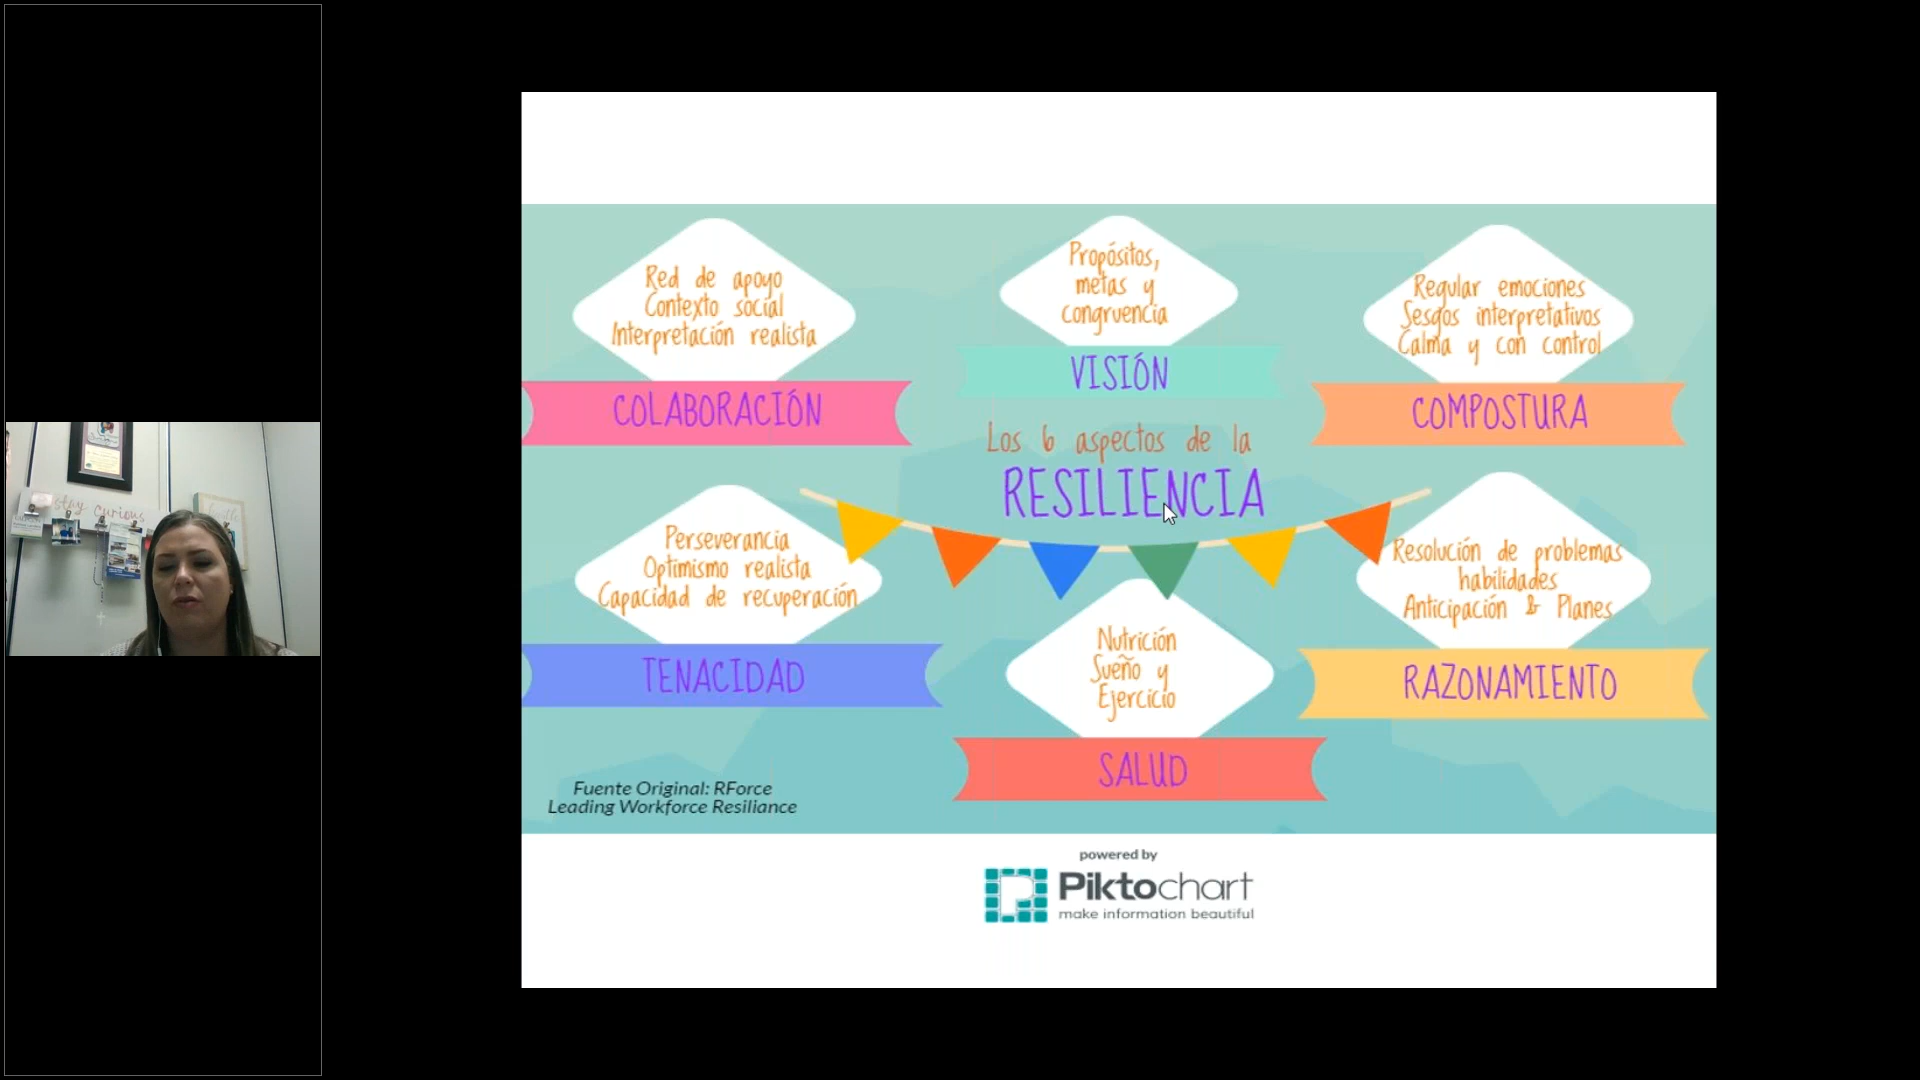 stay curious
Red de apoyo
Contexto social
Interpretación realista
COLABORACIÓN
Propósitos,
metas y
congruencia
VISIÓN
Regular emociones
Sesgos interpretativos
Calma y con control
COMPOSTURA
Los 6 aspectos de la
RESILIENCIA
Perseverancia
Optimismo realista
Capacidad de recuperación
TENACIDAD
Nutrición
Sueño y
Ejercicio
SALUD
Resolución de problemas
habilidades
Anticipación & Planes
RAZONAMIENTO
Fuente Original: RForce
Leading Workforce Resiliance
powered by
Piktochart
make information beautiful